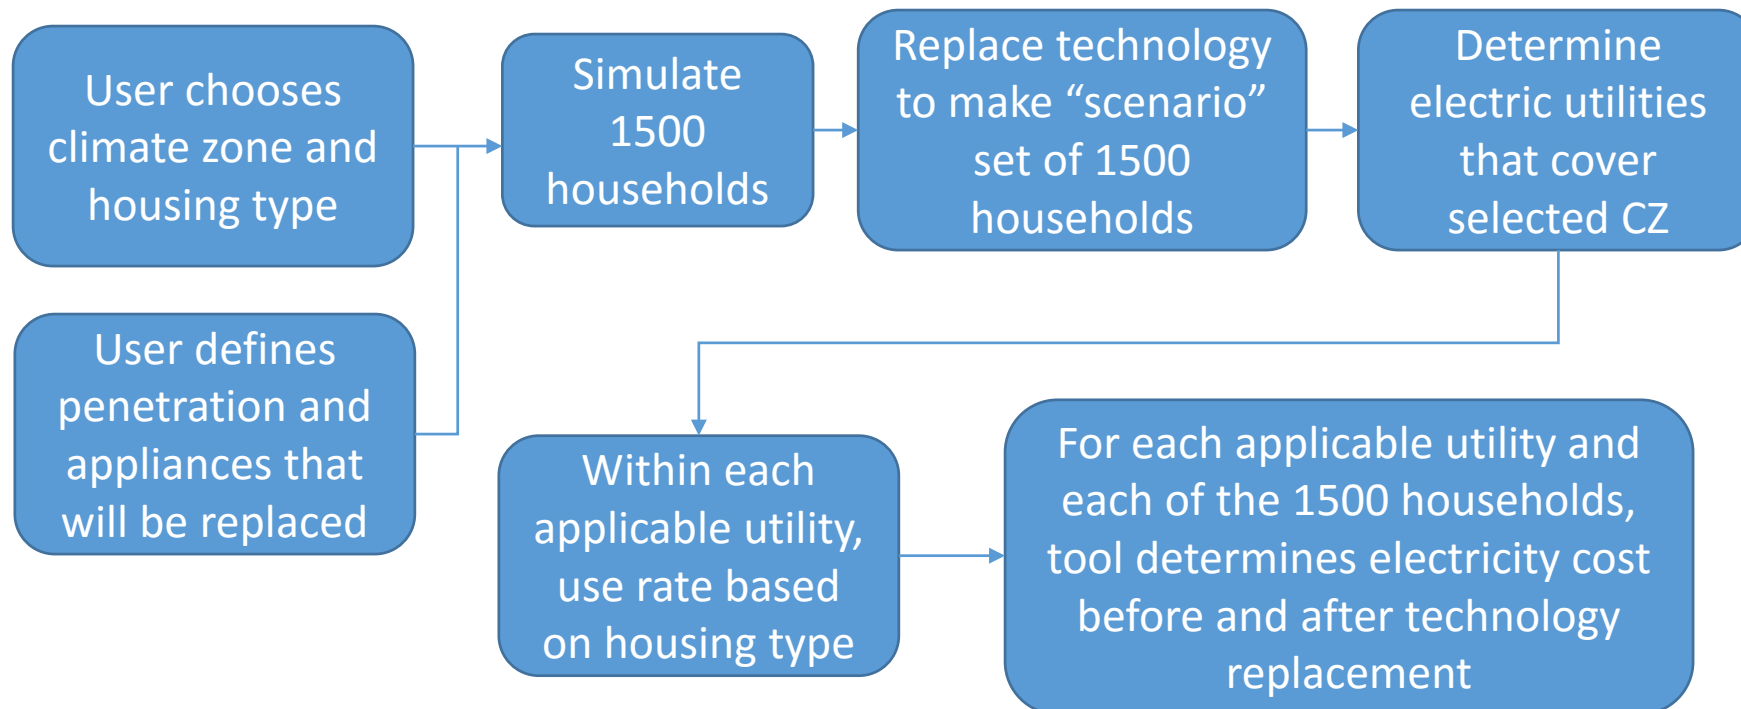 User chooses
climate zone and
housing type
Simulate
1500
households
Replace technology
to make “scenario”
set of 1500
households
Determine
electric utilities
that cover
selected CZ
User defines
penetration and
appliances that
will be replaced
Within each
applicable utility,
use rate based
on housing type
For each applicable utility and
each of the 1500 households,
tool determines electricity cost
before and after technology
replacement